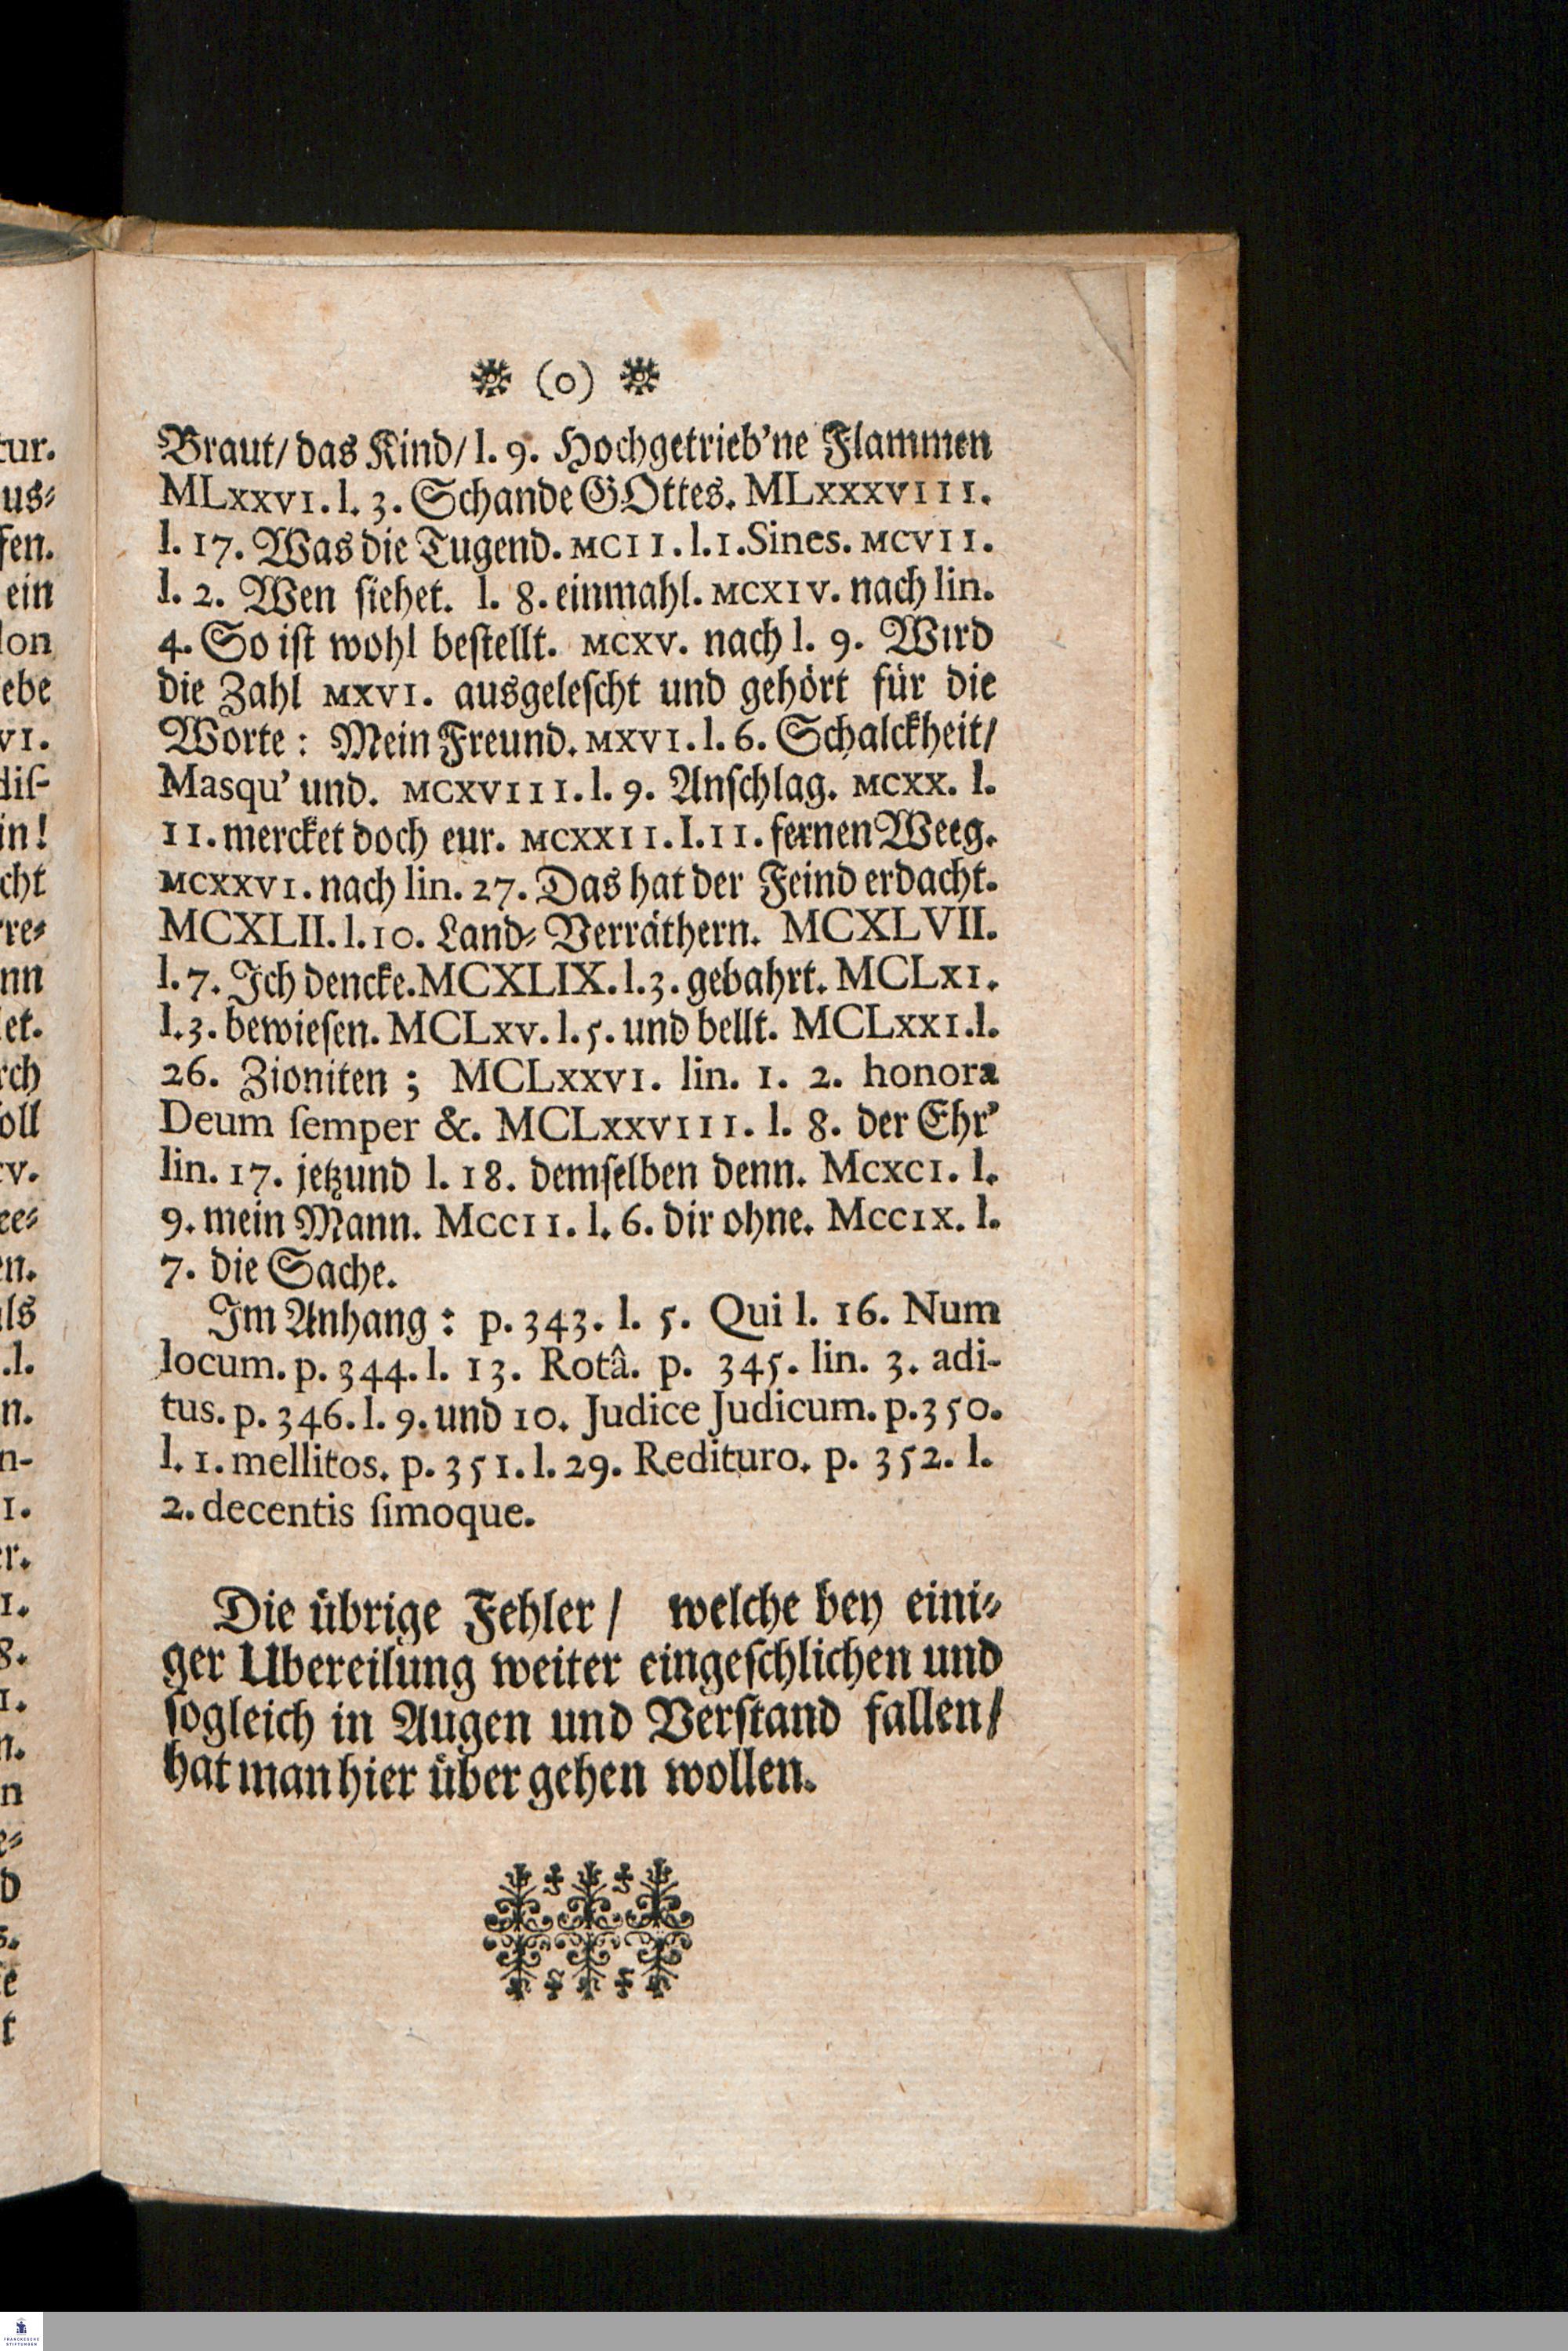 (o)
Braut/ das Kind/ l. 9. Hochgetrieb'ne Flammen
MLxxvI. l. 3. Schande GOttes. MLxxxvIII.
l. 17. Was die Tugend. MCII. l. 1. Sines. MCVII.
l. 2. Wen siehet. l. 8. einmahl. MCXIV. nach lin.
4. So ist wohl bestellt. MCXV. nach l. 9. Wird
die Zahl MXVI. ausgelescht und gehört für die
Worte: Mein Freund. MXVI. l. 6. Schalckheit/
Masqu' und. MCXVIII. l. 9. Anschlag. MCXX. l.
11. mercket doch eur. MCXXII. l. 11. fernen Weeg.
MCXXVI. nach lin. 27. Das hat der Feind erdacht.
MCXLII. l. 10. Land-Verräthern. MCXLVII.
l. 7. Ich dencke. MCXLIX. l. 3. gebahrt. MCLxI.
l. 3. bewiesen. MCLxv. l. 5. und bellt. MCLxxI. l.
26. Zioniten; MCLxxvI. lin. 1. 2. honora
Deum ſemper &. MCLxxvIII. l. 8. der Ehr'
lin. 17. jetzund l. 18. demselben denn. McxcI. l.
9. mein Mann. MccII. l. 6. dir ohne. MccIx. l.
7. die Sache.
Im Anhang: p. 343. l. 5. Qui l. 16. Num
locum. p. 344. l. 13. Rotâ. p. 345. lin. 3. adi-
tus. p. 346. l. 9. und 10. Judice Judicum. p. 350.
l. 1. mellitos. p. 351. l. 29. Redituro. p. 352. l.
2. decentis ſimoque.
Die übrige Fehler/ welche bey eini-
ger Ubereilung weiter eingeschlichen und
sogleich in Augen und Verstand fallen/
hat man hier über gehen wollen.
FRANCKESCHE
STIFTUNGEN